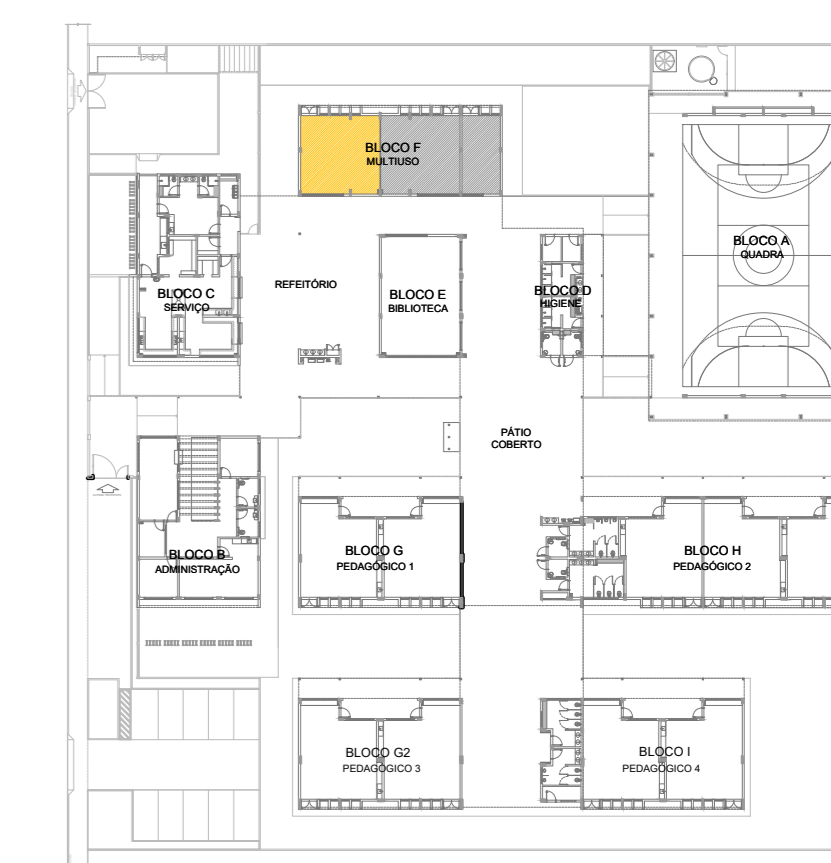 BLOCO F
MULTIUSO
BLOCO A
QUADRA
REFEITÓRIO
BLOCO C
SERVIÇO
BLOCO E
BIBLIOTECA
BLOCO D
HIGIENE
PÁTIO
COBERTO
BLOCO B
ADMINISTRAÇÃO
BLOCO G
PEDAGÓGICO 1
BLOCO H
PEDAGÓGICO 2
BLOCO G2
PEDAGÓGICO 3
BLOCO I
PEDAGÓGICO 4